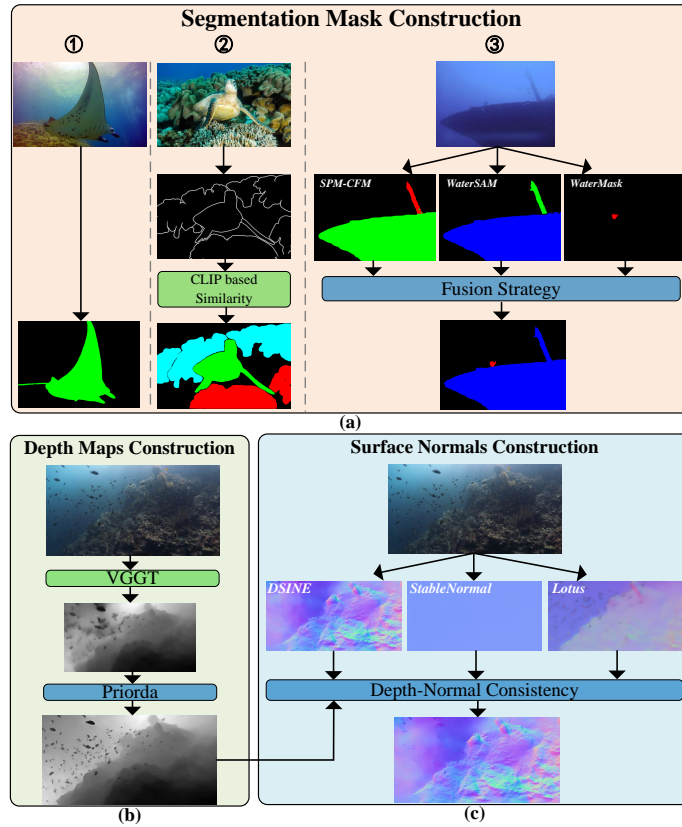 Segmentation Mask Construction
① ② ③
SPM-CFM WaterSAM WaterMask
CLIP based
Similarity
Fusion Strategy
(a)
Depth Maps Construction
VGGT
Priorda
(b)
Surface Normals Construction
DSINE StableNormal Lotus
Depth-Normal Consistency
(c)